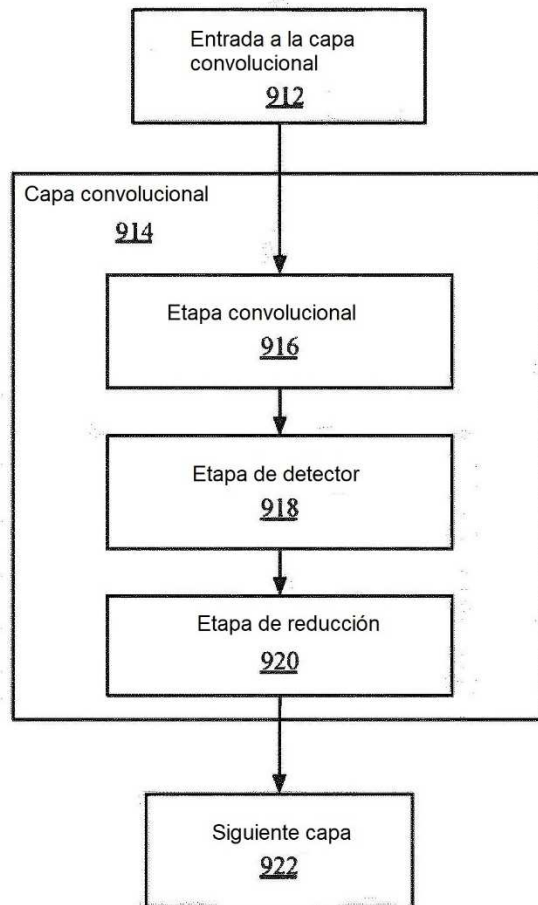 Entrada a la capa
convolucional
912
Capa convolucional
914
Etapa convolucional
916
Etapa de detector
918
Etapa de reducción
920
Siguiente capa
922